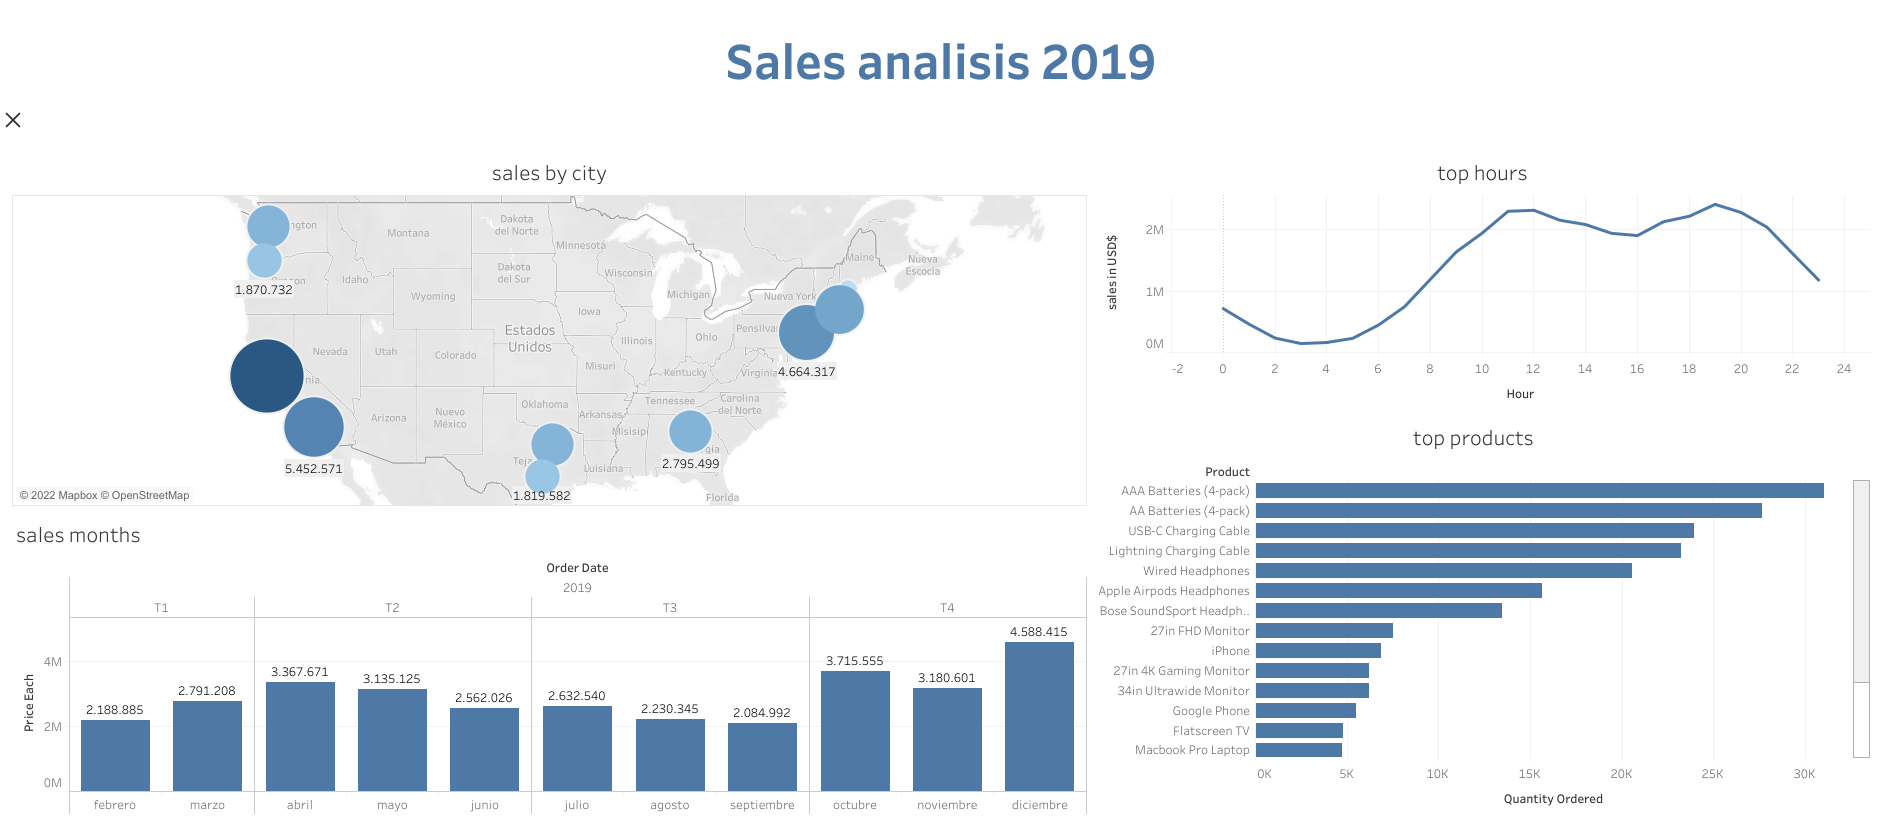 Sales analisis 2019
sales by city
ngton
Montana
Dakota
del Norte
Minnesota
Maine
Nueva
Escocia
Idaho
Dakota
del Sur
Wisconsin
Michigan
Nueva York
1.870.732
Wyoming
Iowa
Estados
Unidos
Illinois
Ohio
Pensilvan
Nevada
Utah
Colorado
Misuri
Kentucky
Virginia
4.664.317
nia
Arizona
Nuevo
México
Oklahoma
Arkansas
Tennessee
Carolina
del Norte
Misisipi
gia
5.452.571
Teja
Luisiana
2.795.499
1.819.582
Florida
© 2022 Mapbox © OpenStreetMap
top hours
sales in USD$
2M
1M
0M
-2 0 2 4 6 8 10 12 14 16 18 20 22 24
Hour
sales months
Order Date
2019
T1 T2 T3 T4
Price Each
4M
2M
0M
2.188.885
2.791.208
3.367.671
3.135.125
2.562.026
2.632.540
2.230.345
2.084.992
3.715.555
3.180.601
4.588.415
febrero marzo abril mayo junio julio agosto septiembre octubre noviembre diciembre
top products
Product
AAA Batteries (4-pack)
AA Batteries (4-pack)
USB-C Charging Cable
Lightning Charging Cable
Wired Headphones
Apple Airpods Headphones
Bose SoundSport Headph..
27in FHD Monitor
iPhone
27in 4K Gaming Monitor
34in Ultrawide Monitor
Google Phone
Flatscreen TV
Macbook Pro Laptop
0K 5K 10K 15K 20K 25K 30K
Quantity Ordered